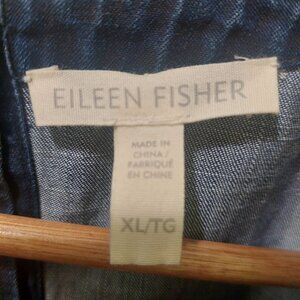 EILEEN FISHER
MADE IN
CHINA/
FABRIQUÉ
EN CHINE
XL/TG